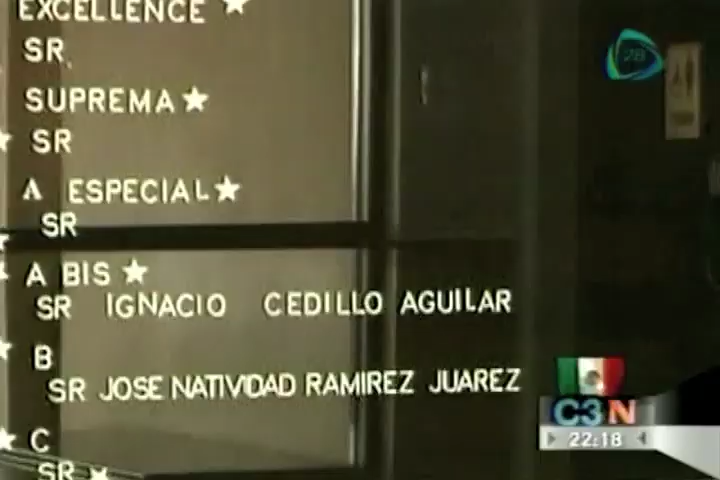 EXCELLENCE ★
SR.
SUPREMA ★
SR
A ESPECIAL ★
SR
A BIS ★
SR IGNACIO CEDILLO AGUILAR
B
SR JOSE NATIVIDAD RAMIREZ JUAREZ
C
SR
28
C3N
22:18